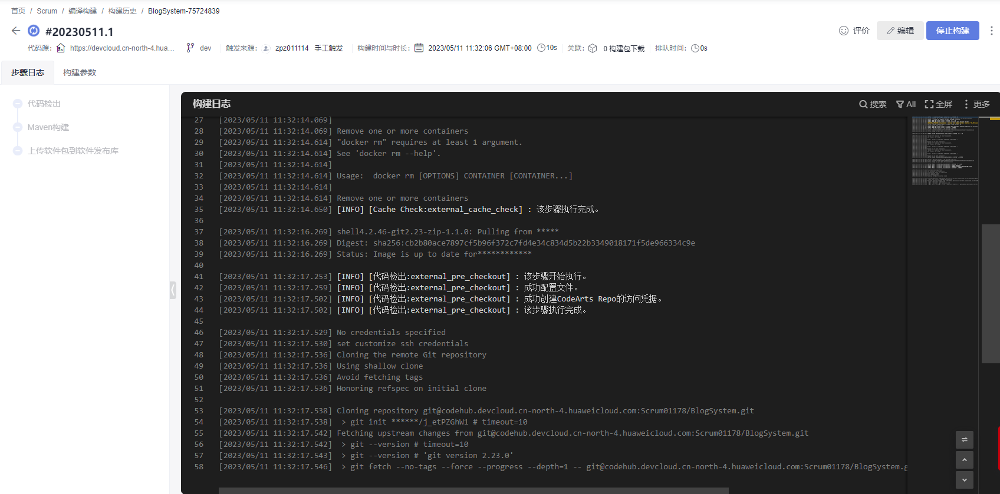 首页 / Scrum / 编译构建 / 构建历史 / BlogSystem-75724839
#20230511.1
评价 编辑 停止构建
代码源: https://devcloud.cn-north-4.hua... dev 触发来源: zpz011114 手工触发 构建时间与时长: 2023/05/11 11:32:06 GMT+08:00 10s 关联: 0 构建包下载 排队时间: 0s
步骤日志 构建参数
代码检出
Maven构建
上传软件包到软件发布库
构建日志 搜索 All 全屏 更多
27 [2023/05/11 11:32:14.069]
28 [2023/05/11 11:32:14.069] Remove one or more containers
29 [2023/05/11 11:32:14.614] "docker rm" requires at least 1 argument.
30 [2023/05/11 11:32:14.614] See 'docker rm --help'.
31 [2023/05/11 11:32:14.614]
32 [2023/05/11 11:32:14.614] Usage:  docker rm [OPTIONS] CONTAINER [CONTAINER...]
33 [2023/05/11 11:32:14.614]
34 [2023/05/11 11:32:14.614] Remove one or more containers
35 [2023/05/11 11:32:14.650] [INFO] [Cache Check:external_cache_check] : 该步骤执行完成。
36
37 [2023/05/11 11:32:16.269] shell4.2.46-git2.23-zip-1.1.0: Pulling from *****
38 [2023/05/11 11:32:16.269] Digest: sha256:cb2b80ace7897cf5b96f372c7fd4e34c834d5b22b3349018171f5de966334c9e
39 [2023/05/11 11:32:16.269] Status: Image is up to date for************
40
41 [2023/05/11 11:32:17.253] [INFO] [代码检出:external_pre_checkout] : 该步骤开始执行。
42 [2023/05/11 11:32:17.259] [INFO] [代码检出:external_pre_checkout] : 成功配置文件。
43 [2023/05/11 11:32:17.502] [INFO] [代码检出:external_pre_checkout] : 成功创建CodeArts Repo的访问凭据。
44 [2023/05/11 11:32:17.502] [INFO] [代码检出:external_pre_checkout] : 该步骤执行完成。
45
46 [2023/05/11 11:32:17.529] No credentials specified
47 [2023/05/11 11:32:17.530] set customize ssh credentials
48 [2023/05/11 11:32:17.536] Cloning the remote Git repository
49 [2023/05/11 11:32:17.536] Using shallow clone
50 [2023/05/11 11:32:17.536] Avoid fetching tags
51 [2023/05/11 11:32:17.536] Honoring refspec on initial clone
52
53 [2023/05/11 11:32:17.538] Cloning repository git@codehub.devcloud.cn-north-4.huaweicloud.com:Scrum01178/BlogSystem.git
54 [2023/05/11 11:32:17.538]  > git init ******/j_etPZGhW1 # timeout=10
55 [2023/05/11 11:32:17.542] Fetching upstream changes from git@codehub.devcloud.cn-north-4.huaweicloud.com:Scrum01178/BlogSystem.git
56 [2023/05/11 11:32:17.542]  > git --version # timeout=10
57 [2023/05/11 11:32:17.543]  > git --version # 'git version 2.23.0'
58 [2023/05/11 11:32:17.546]  > git fetch --no-tags --force --progress --depth=1 -- git@codehub.devcloud.cn-north-4.huaweicloud.com:Scrum01178/BlogSystem.g